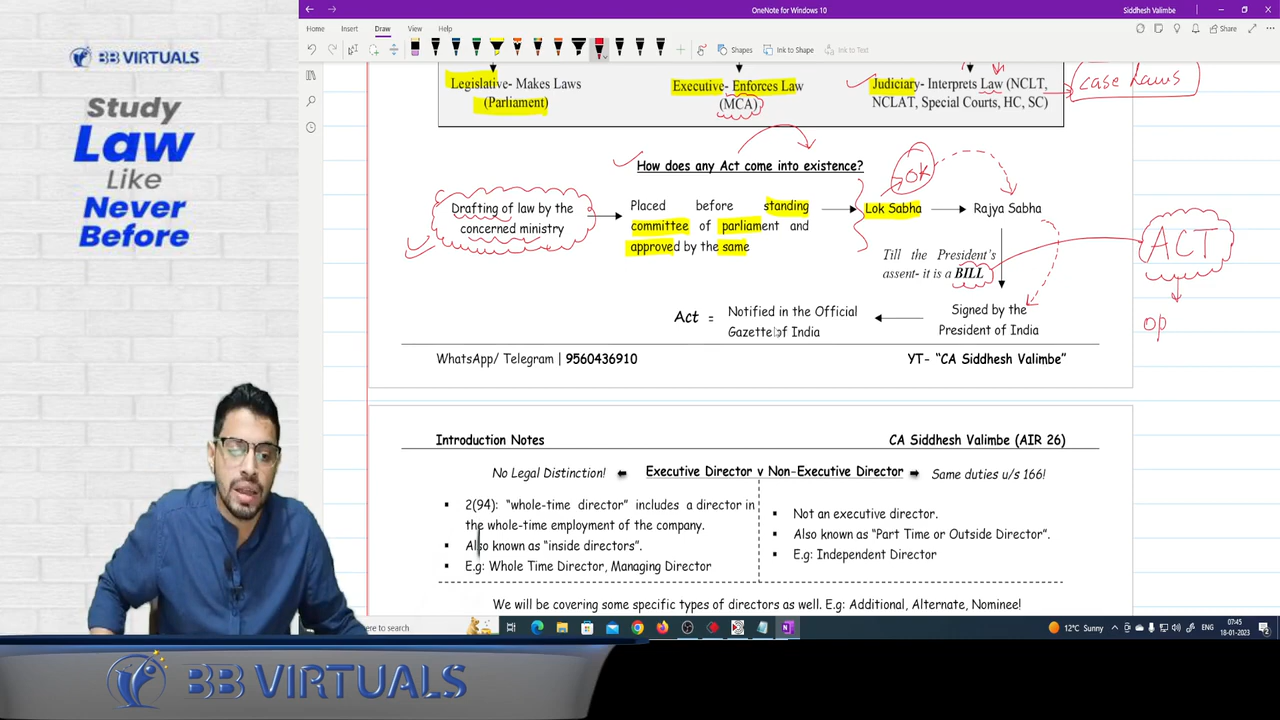 OneNote for Windows 10
Siddhesh Valimbe
Home Insert Draw View Help
Shapes Ink to Shape Ink to Text
Share
BB VIRTUALS
Study
Law
Like
Never
Before
Legislative- Makes Laws
(Parliament)
Executive- Enforces Law
(MCA)
Judiciary- Interprets Law (NCLT,
NCLAT, Special Courts, HC, SC)
case Laws
How does any Act come into existence?
OK
Drafting of law by the
concerned ministry
Placed before standing
committee of parliament and
approved by the same
Lok Sabha
Rajya Sabha
ACT
Till the President's
assent- it is a BILL
Act =
Notified in the Official
Gazette of India
Signed by the
President of India
op
WhatsApp/ Telegram | 9560436910
YT- "CA Siddhesh Valimbe"
Introduction Notes
CA Siddhesh Valimbe (AIR 26)
No Legal Distinction!
Executive Director v Non-Executive Director
Same duties u/s 166!
2(94): "whole-time director" includes a director in
the whole-time employment of the company.
Also known as "inside directors".
E.g: Whole Time Director, Managing Director
Not an executive director.
Also known as "Part Time or Outside Director".
E.g: Independent Director
We will be covering some specific types of directors as well. E.g: Additional, Alternate, Nominee!
here to search
12°C Sunny
ENG
07:45
18-01-2023
BB VIRTUALS